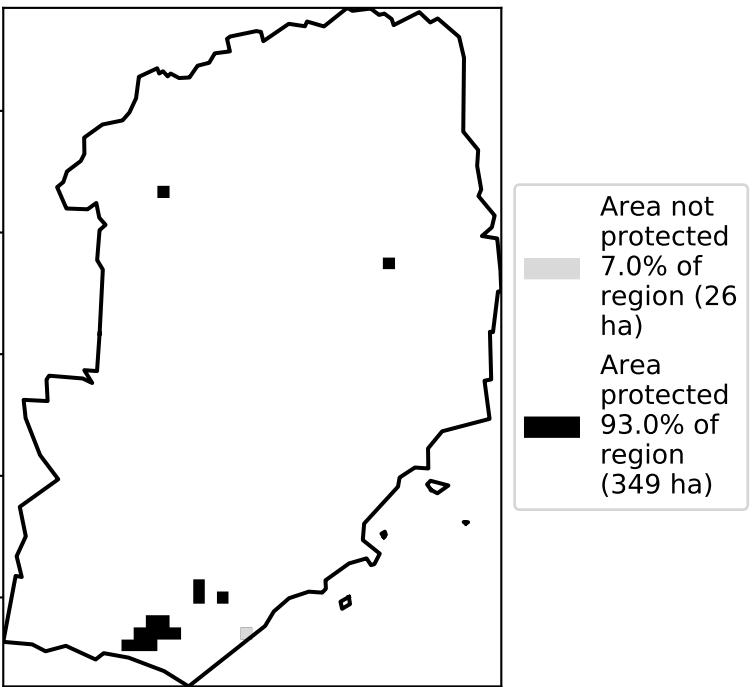 Area not
protected
7.0% of
region (26
ha)
Area
protected
93.0% of
region
(349 ha)